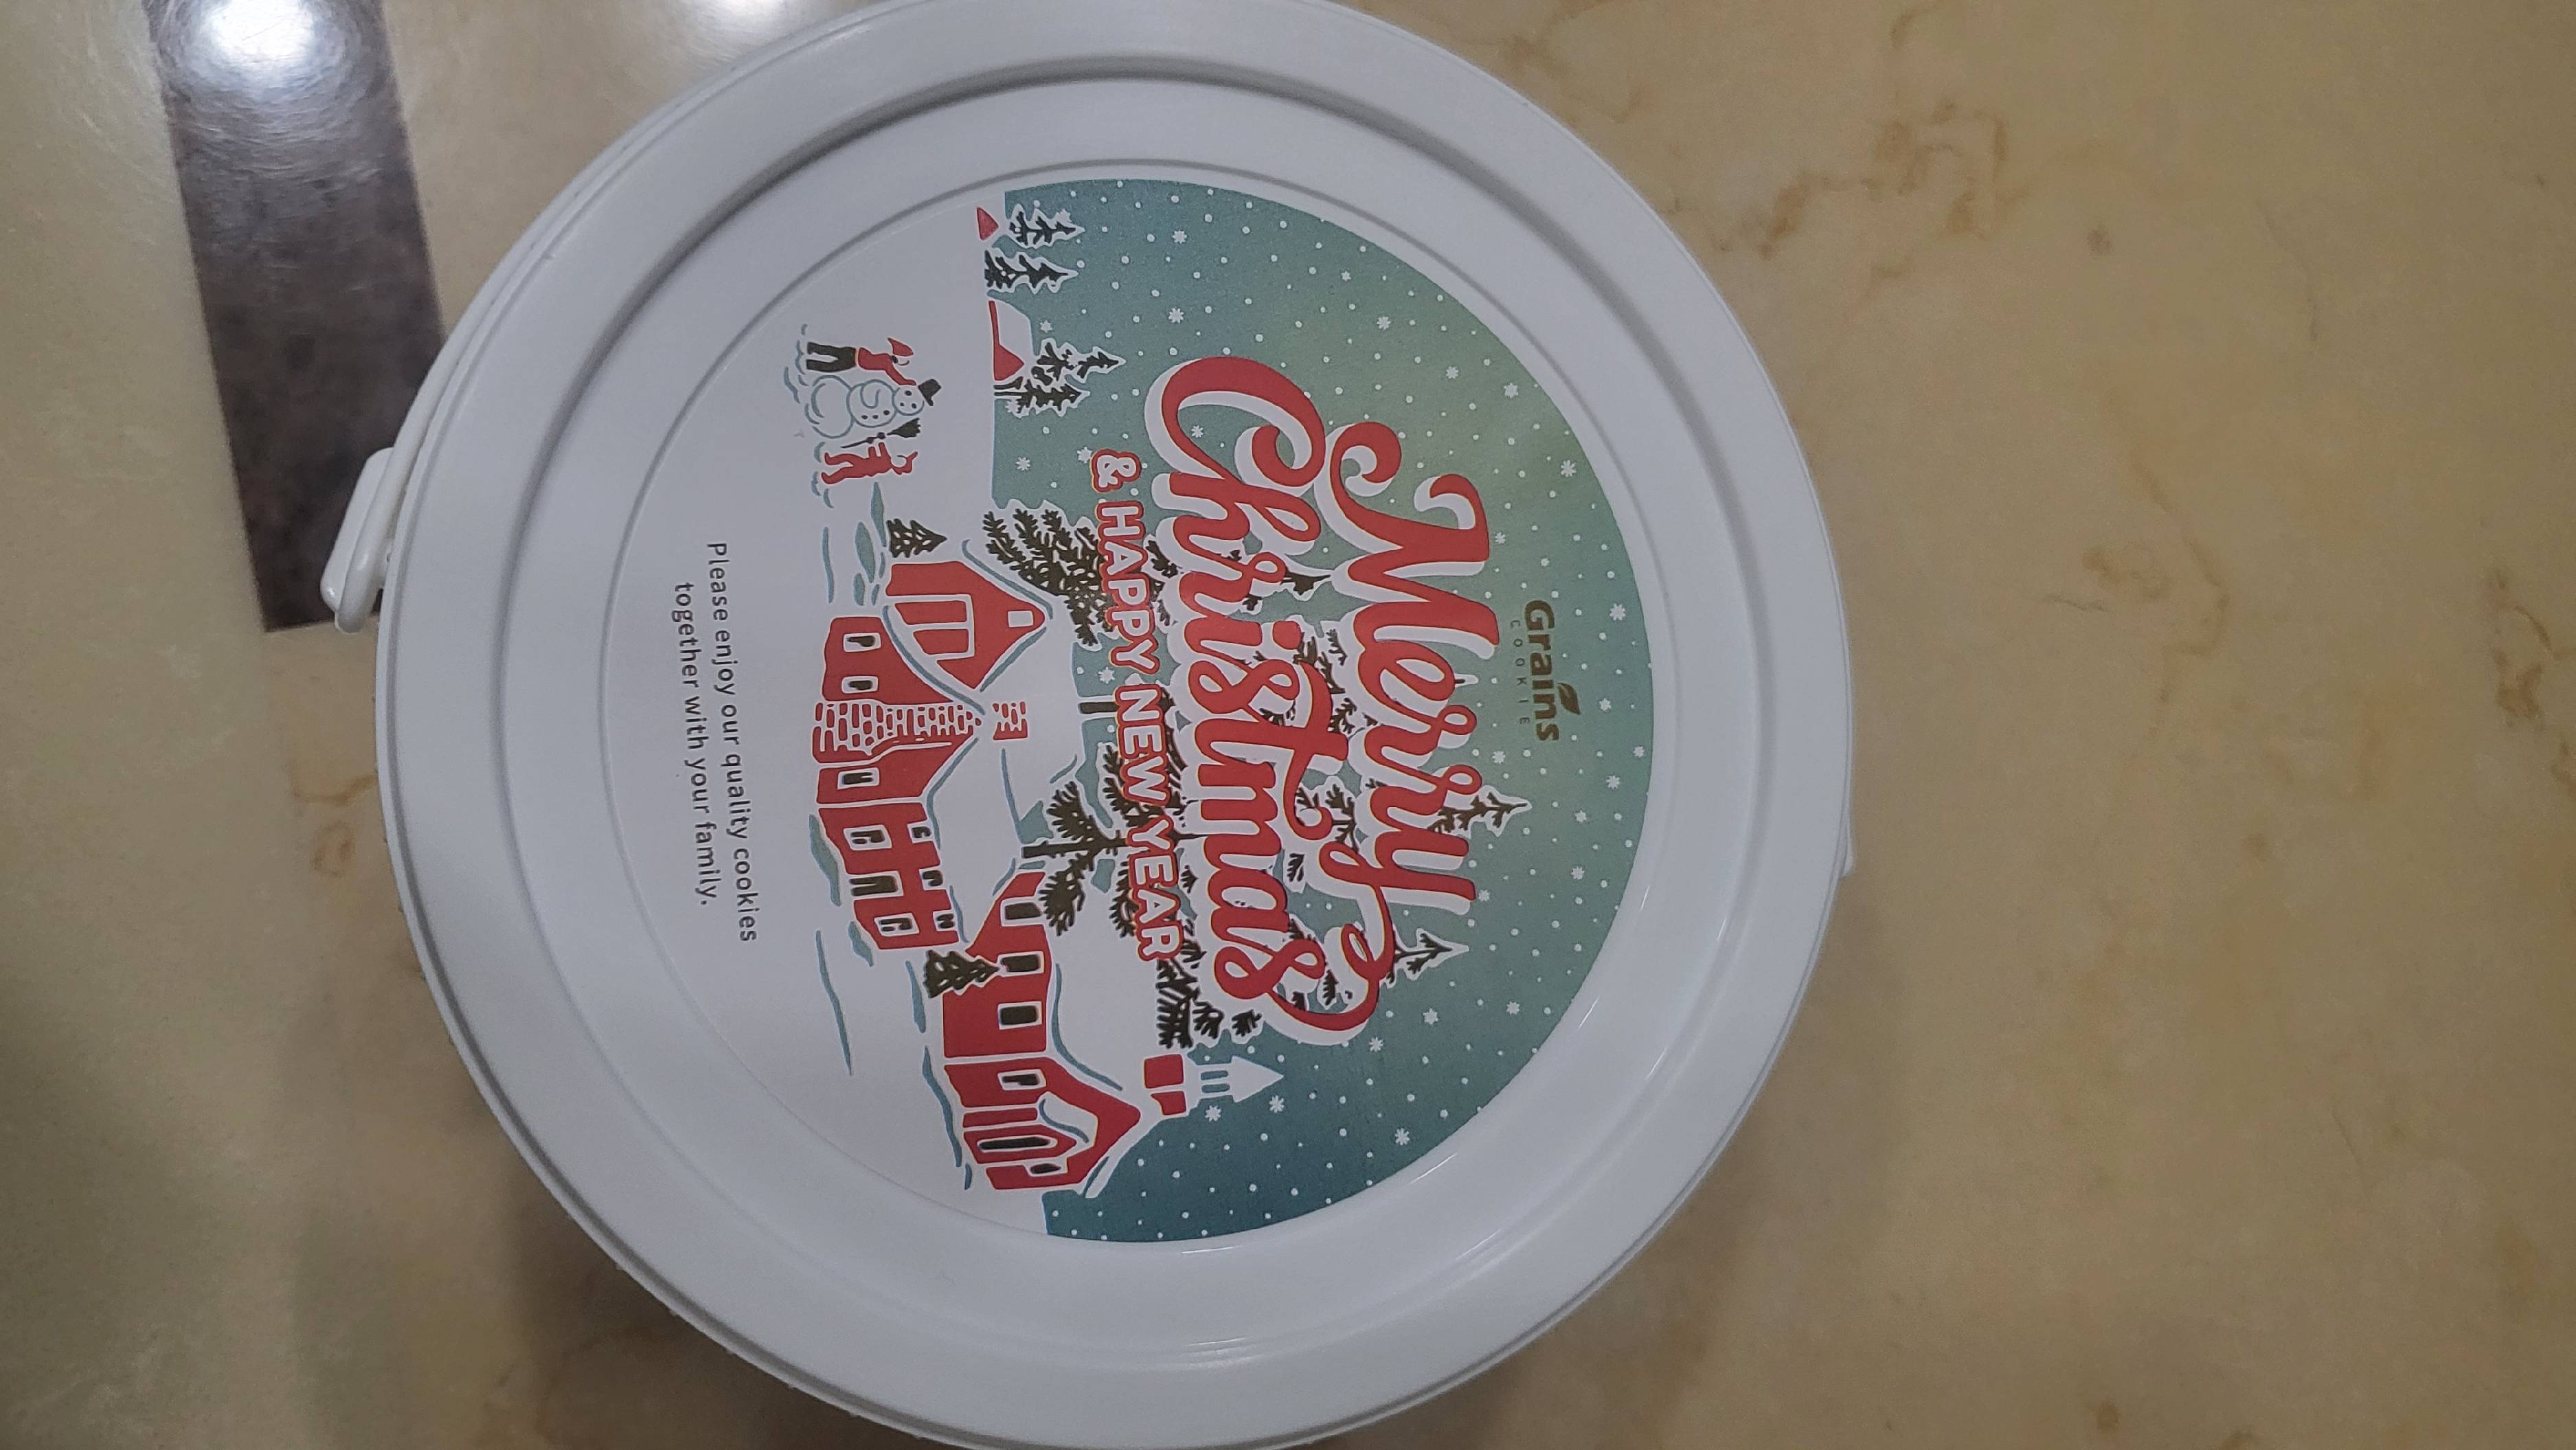 Grains
COOKIE
Merry
Christmas
& HAPPY NEW YEAR
Please enjoy our quality cookies
together with your family.